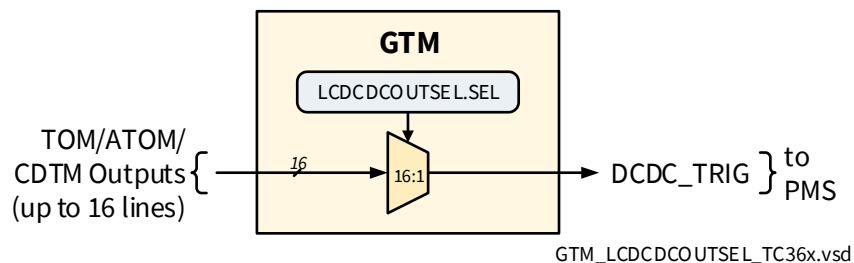 GTM
LCDCDCOUTSEL.SEL
TOM/ATOM/
CDTM Outputs
(up to 16 lines)
16
16:1
DCDC_TRIG
to
PMS
GTM_LCDCDCOUTSEL_TC36x.vsd